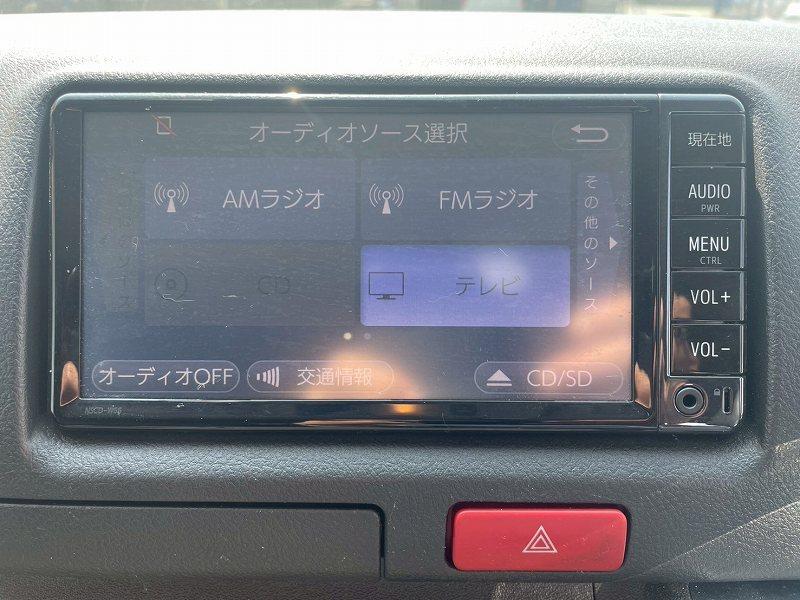 オーディオソース選択
AMラジオ
FMラジオ
その他のソース
CD
テレビ
オーディオOFF
交通情報
CD/SD
現在地
AUDIO
PWR
MENU
CTRL
VOL+
VOL-